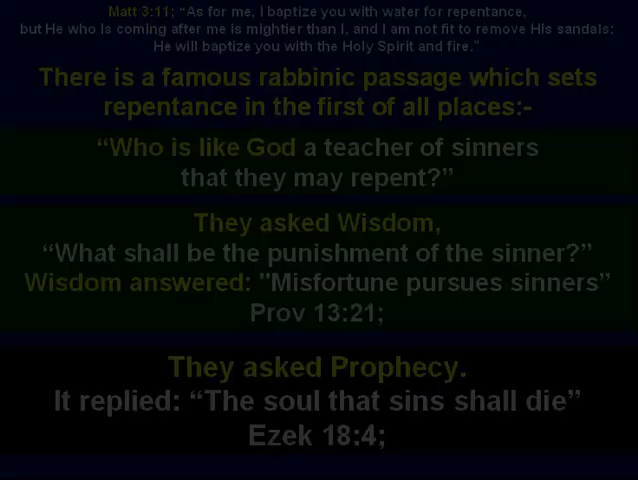 Matt 3:11; “As for me, I baptize you with water for repentance,
but He who is coming after me is mightier than I, and I am not fit to remove His sandals;
He will baptize you with the Holy Spirit and fire.”
There is a famous rabbinic passage which sets
repentance in the first of all places:-
“Who is like God a teacher of sinners
that they may repent?”
They asked Wisdom,
“What shall be the punishment of the sinner?”
Wisdom answered: "Misfortune pursues sinners”
Prov 13:21;
They asked Prophecy.
It replied: “The soul that sins shall die”
Ezek 18:4;